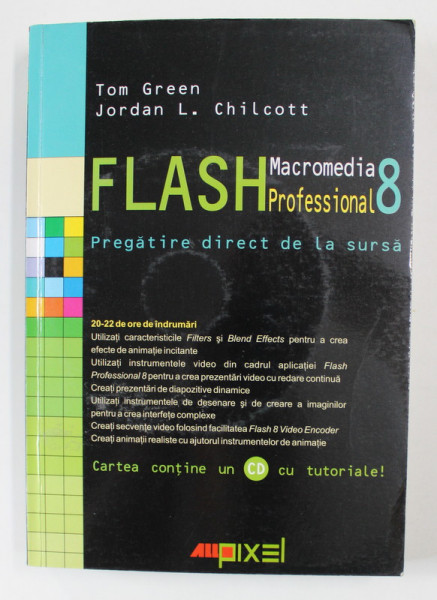 Tom Green
Jordan L. Chilcott
FLASH Macromedia Professional 8
Pregătire direct de la sursă
20-22 de ore de îndrumări
Utilizați caracteristicile Filters și Blend Effects pentru a crea
efecte de animație incitante
Utilizați instrumentele video din cadrul aplicației Flash
Professional 8 pentru a crea prezentări video cu redare continuă
Creați prezentări de diapozitive dinamice
Utilizați instrumentele de desenare și de creare a imaginilor
pentru a crea interfețe complexe
Creați secvențe video folosind facilitatea Flash 8 Video Encoder
Creați animații realiste cu ajutorul instrumentelor de animație
Cartea conține un CD cu tutoriale!
ALL pixel